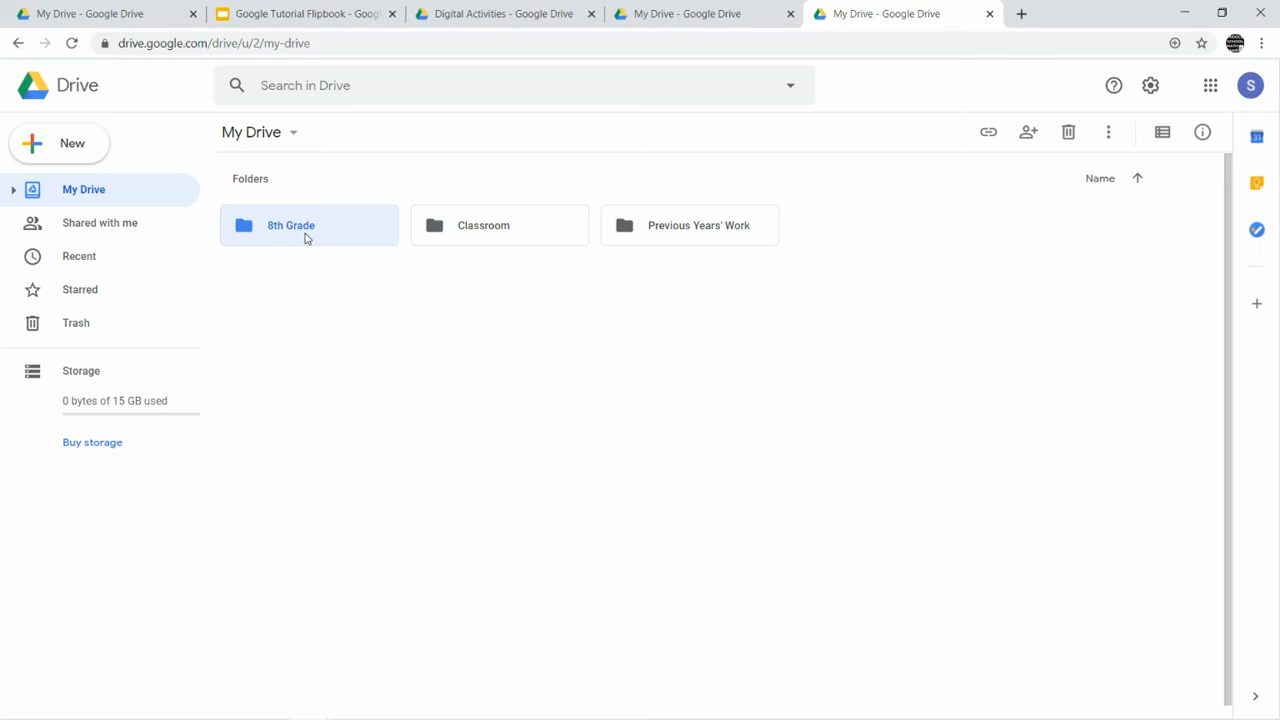 My Drive - Google Drive
Google Tutorial Flipbook - Goog
Digital Activities - Google Drive
My Drive - Google Drive
My Drive - Google Drive
drive.google.com/drive/u/2/my-drive
Drive
Search in Drive
S
New
My Drive
31
My Drive
Shared with me
Recent
Starred
Trash
Storage
0 bytes of 15 GB used
Buy storage
Folders
Name
8th Grade
Classroom
Previous Years' Work